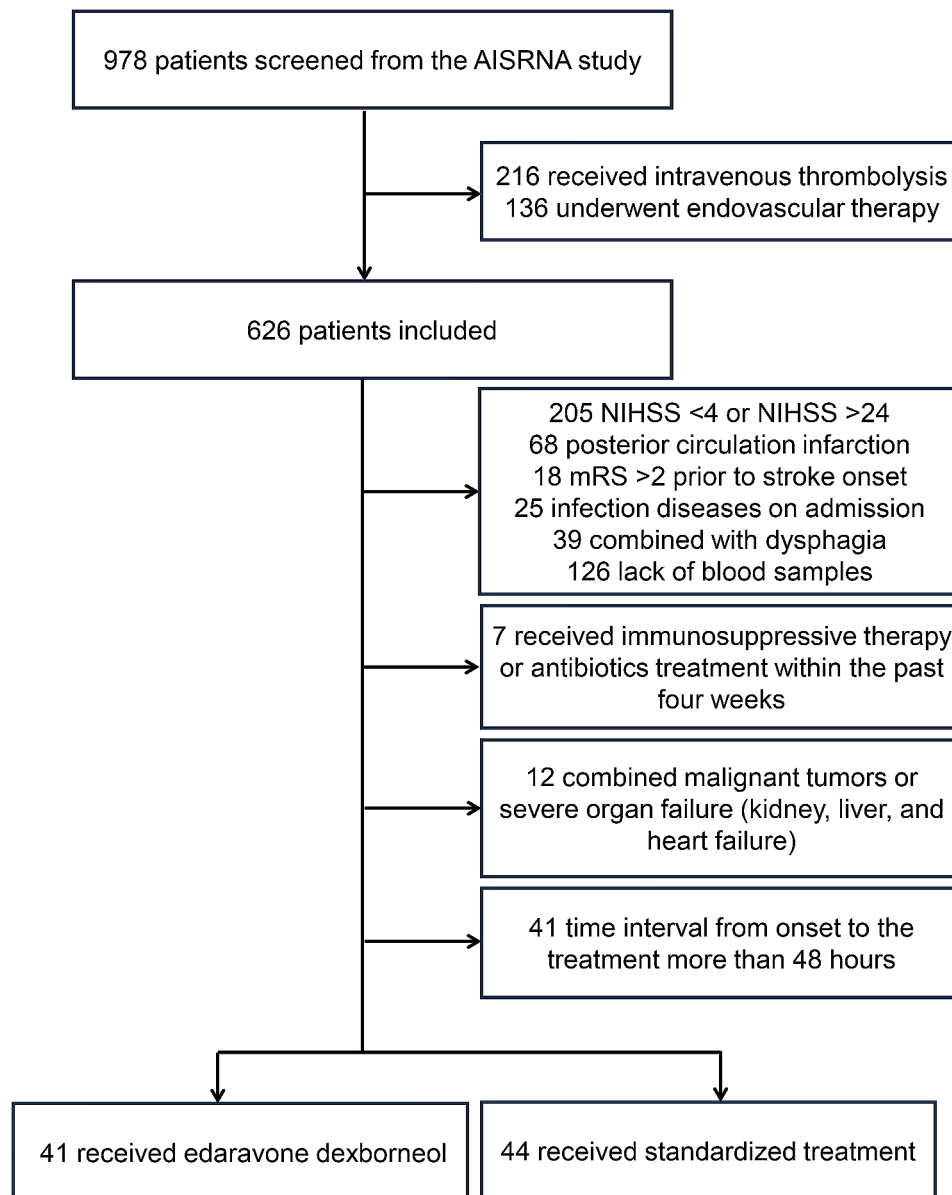 978 patients screened from the AISRNA study
216 received intravenous thrombolysis
136 underwent endovascular therapy
626 patients included
205 NIHSS <4 or NIHSS >24
68 posterior circulation infarction
18 mRS >2 prior to stroke onset
25 infection diseases on admission
39 combined with dysphagia
126 lack of blood samples
7 received immunosuppressive therapy
or antibiotics treatment within the past
four weeks
12 combined malignant tumors or
severe organ failure (kidney, liver, and
heart failure)
41 time interval from onset to the
treatment more than 48 hours
41 received edaravone dexborneol
44 received standardized treatment